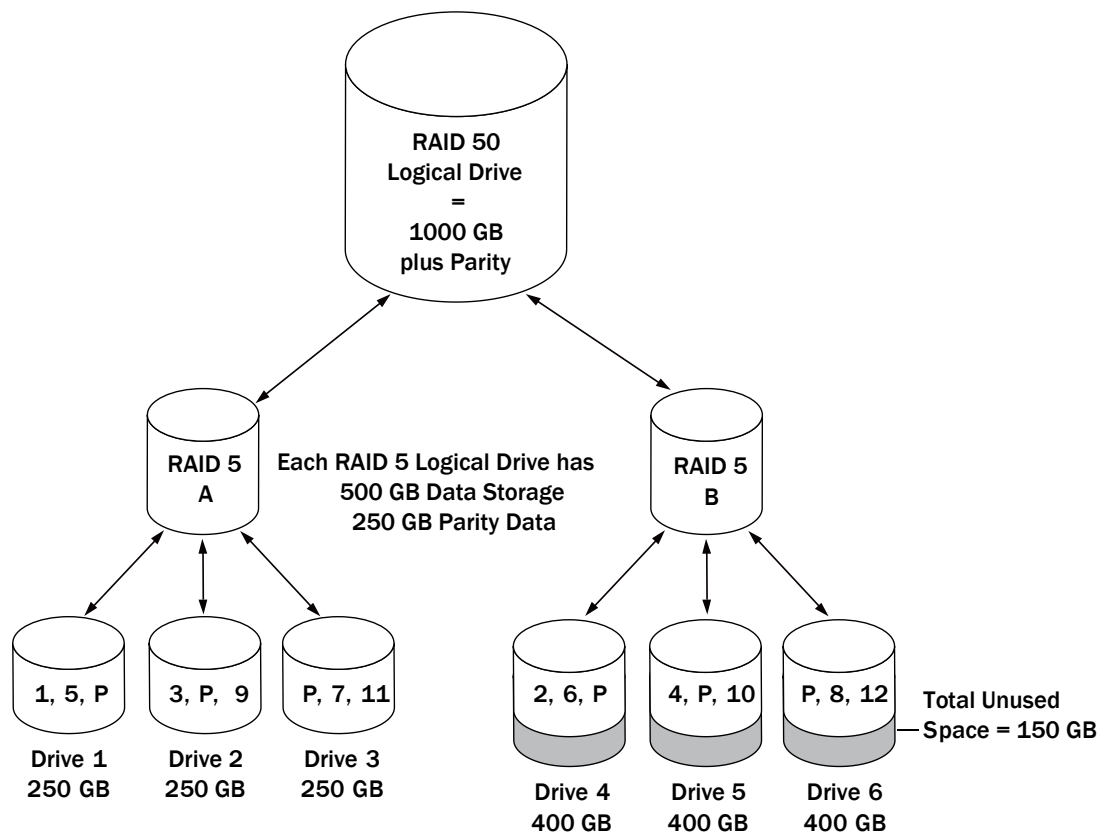 RAID 50
Logical Drive
=
1000 GB
plus Parity
RAID 5
A
Each RAID 5 Logical Drive has
500 GB Data Storage
250 GB Parity Data
RAID 5
B
1, 5, P
3, P, 9
P, 7, 11
2, 6, P
4, P, 10
P, 8, 12
Total Unused
Space = 150 GB
Drive 1
250 GB
Drive 2
250 GB
Drive 3
250 GB
Drive 4
400 GB
Drive 5
400 GB
Drive 6
400 GB